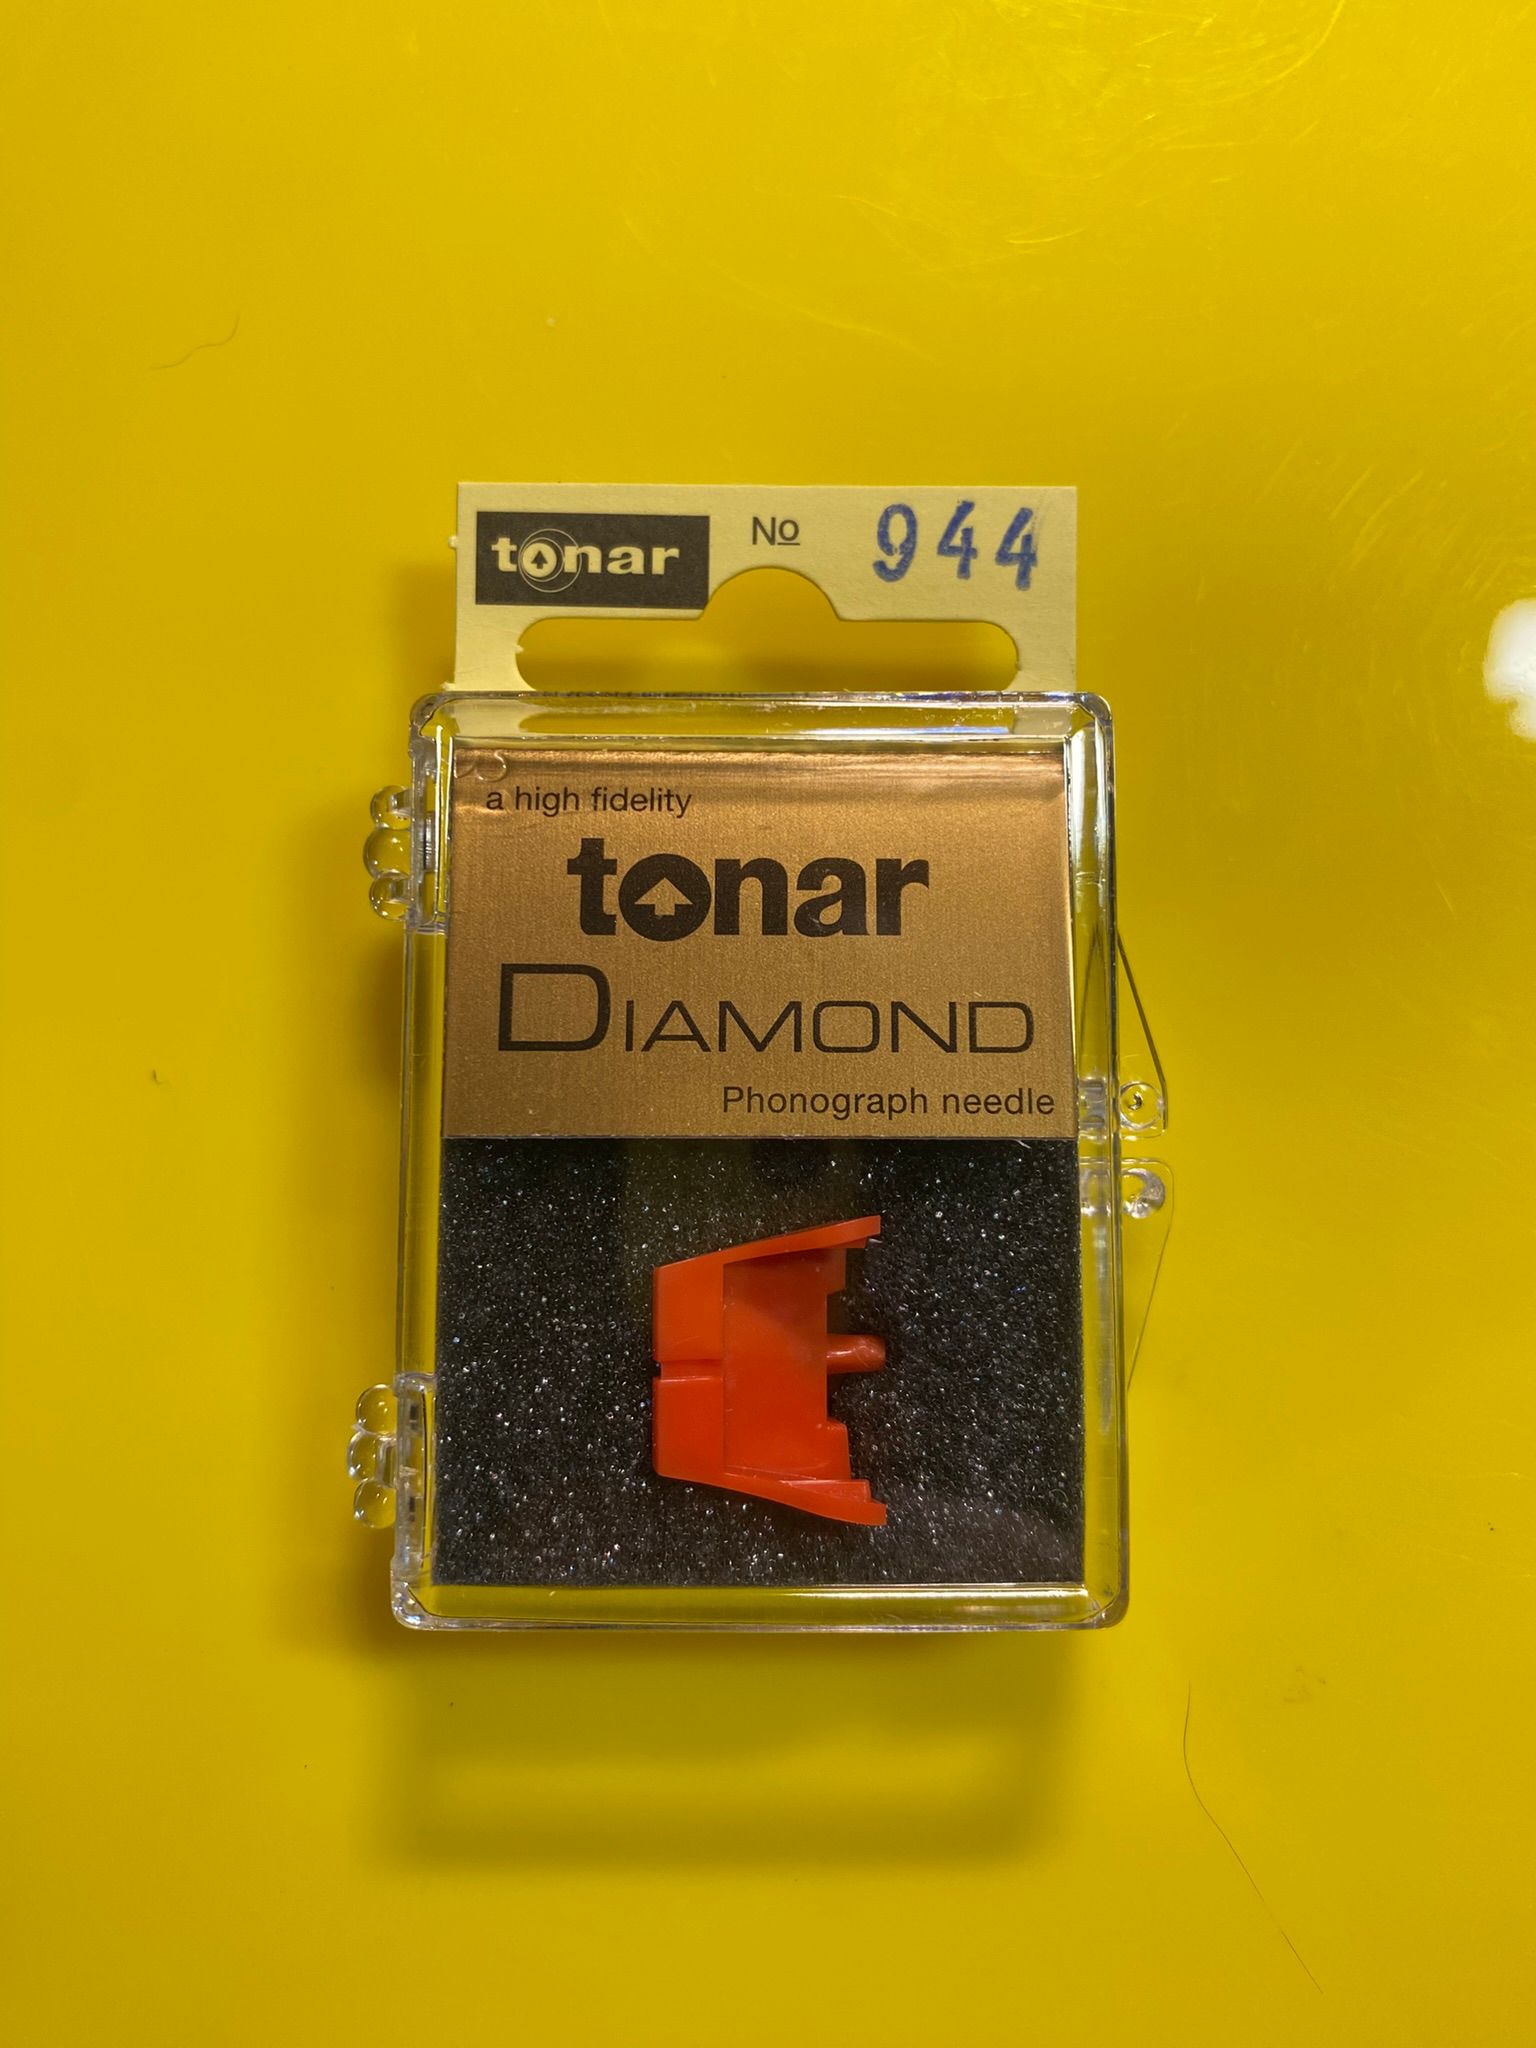 tonar No 944
a high fidelity
tonar
DIAMOND
Phonograph needle